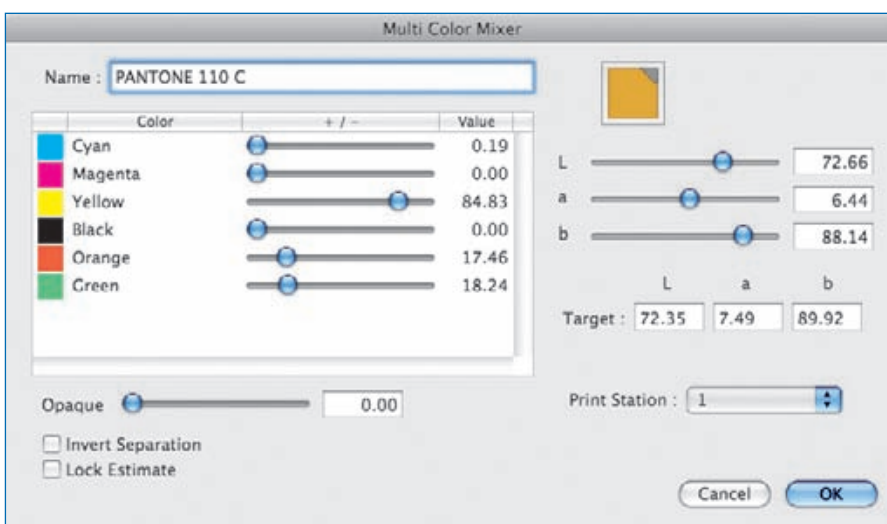 Multi Color Mixer
Name : PANTONE 110 C
Color + / - Value
Cyan 0.19
Magenta 0.00
Yellow 84.83
Black 0.00
Orange 17.46
Green 18.24
Opaque 0.00
Invert Separation
Lock Estimate
L 72.66
a 6.44
b 88.14
L a b
Target : 72.35 7.49 89.92
Print Station : 1
Cancel OK